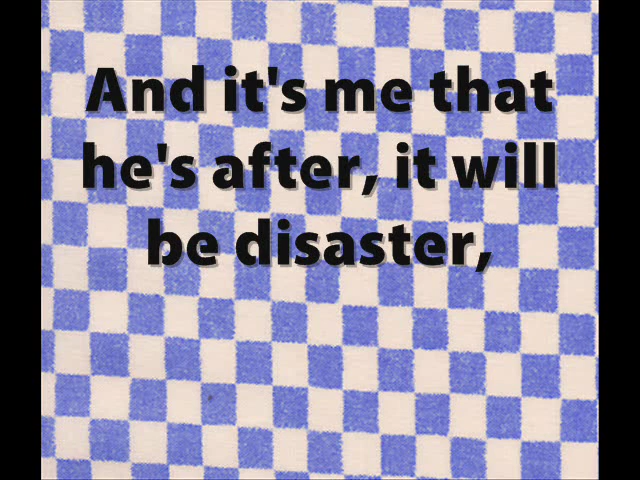 And it's me that
he's after, it will
be disaster,